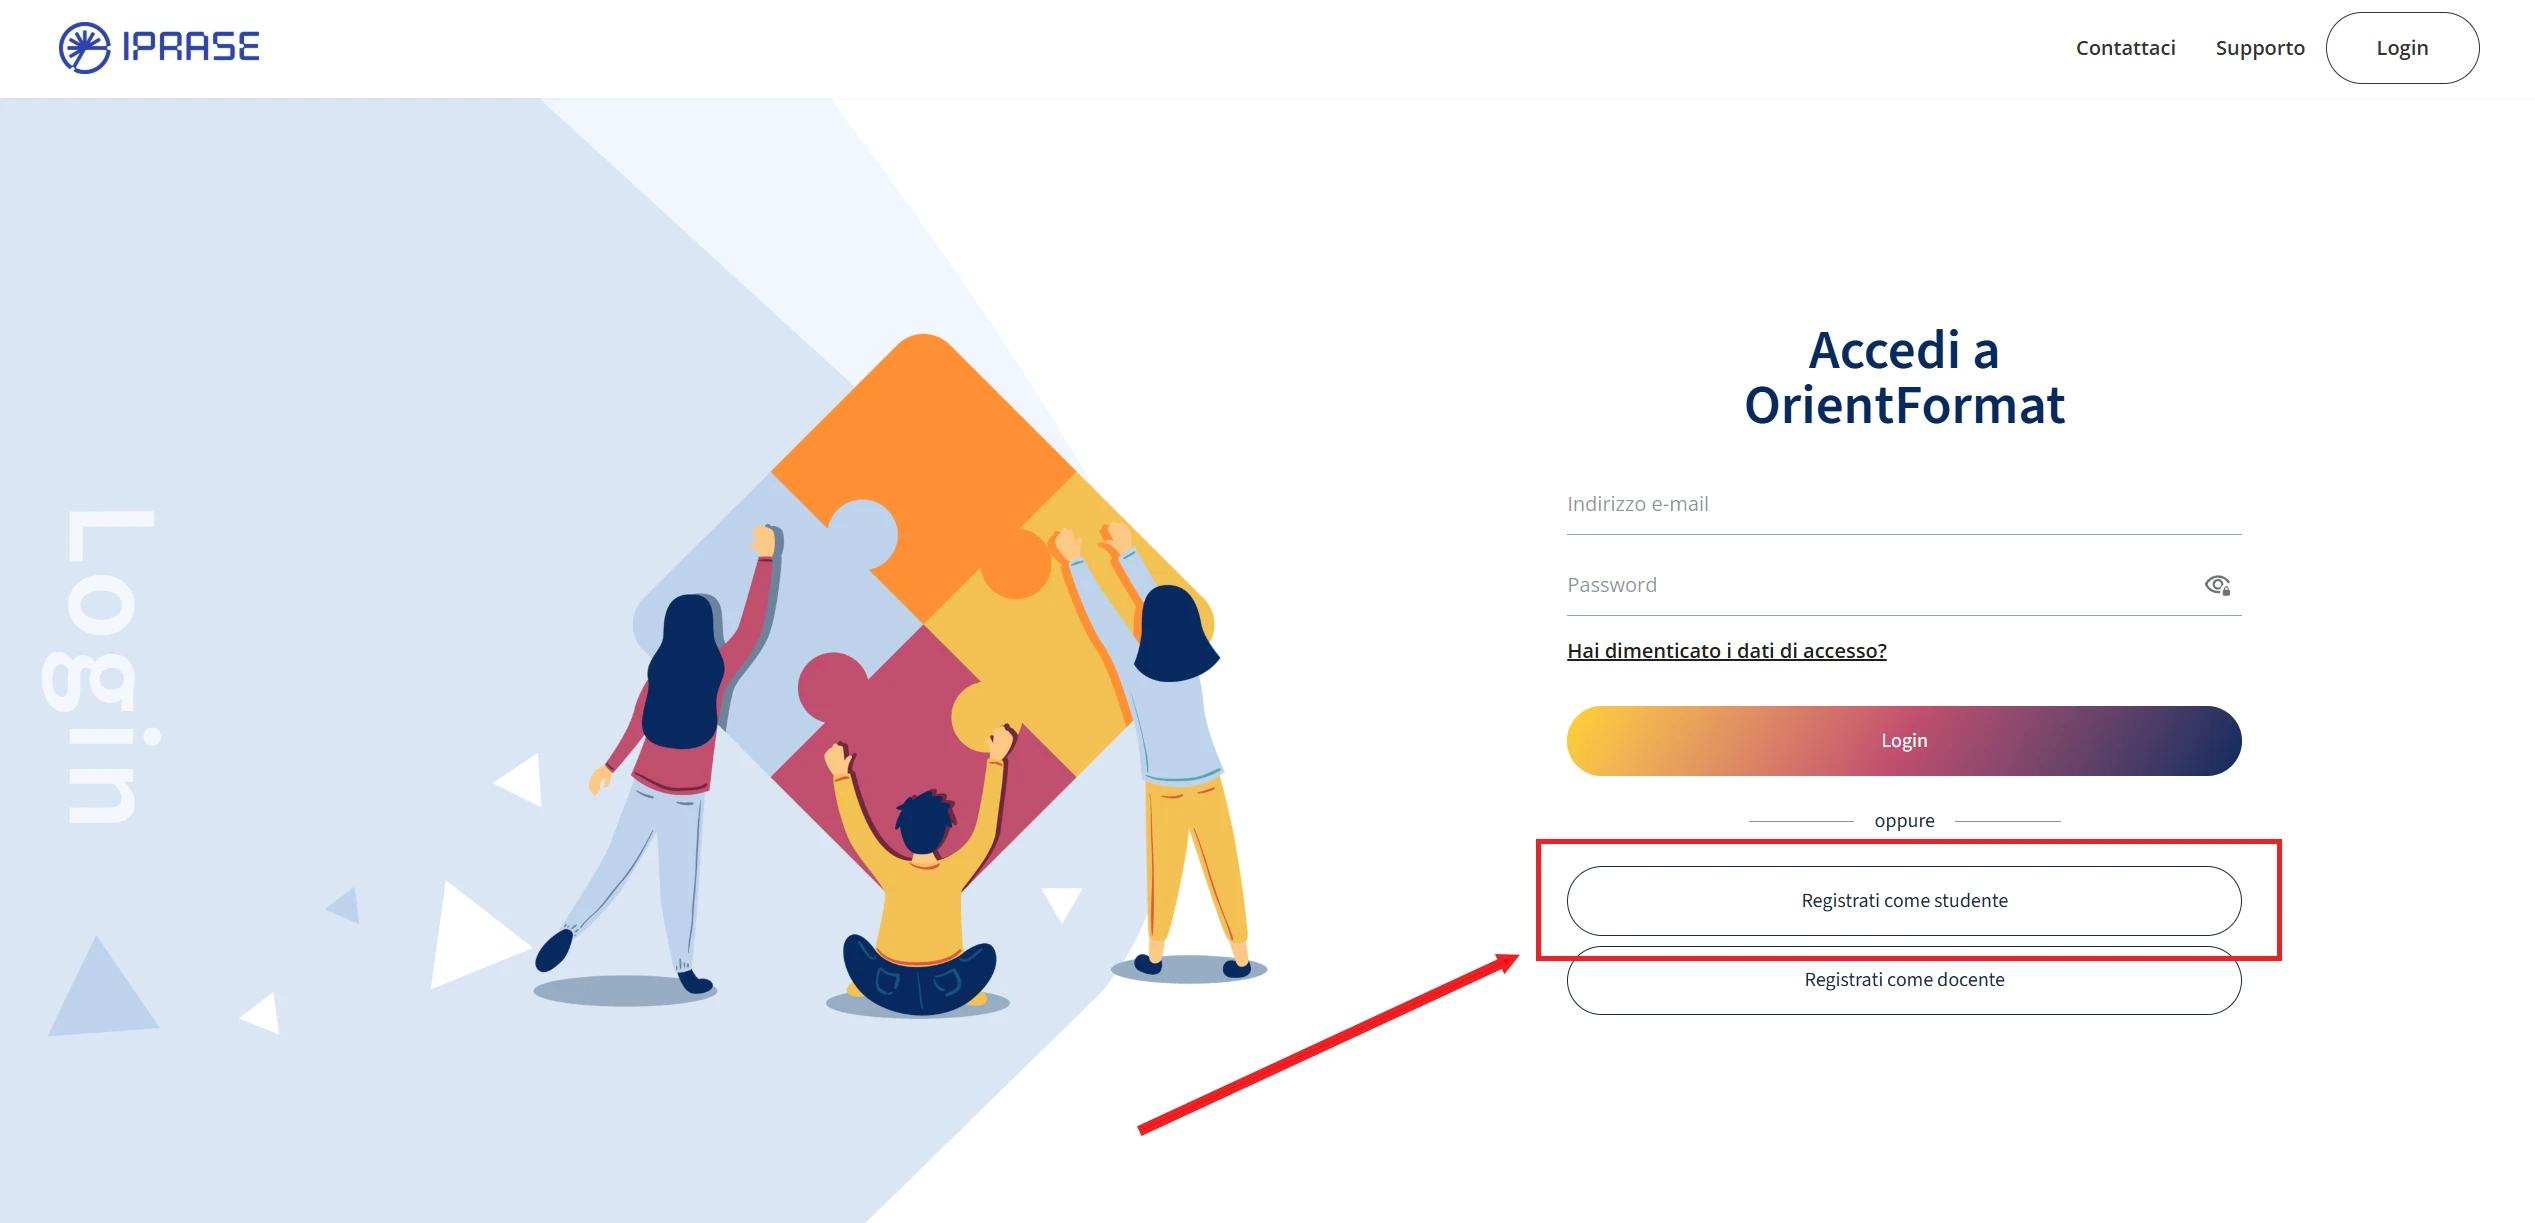 IPRASE
Contattaci
Supporto
Login
Login
Accedi a
OrientFormat
Indirizzo e-mail
Password
Hai dimenticato i dati di accesso?
Login
oppure
Registrati come studente
Registrati come docente